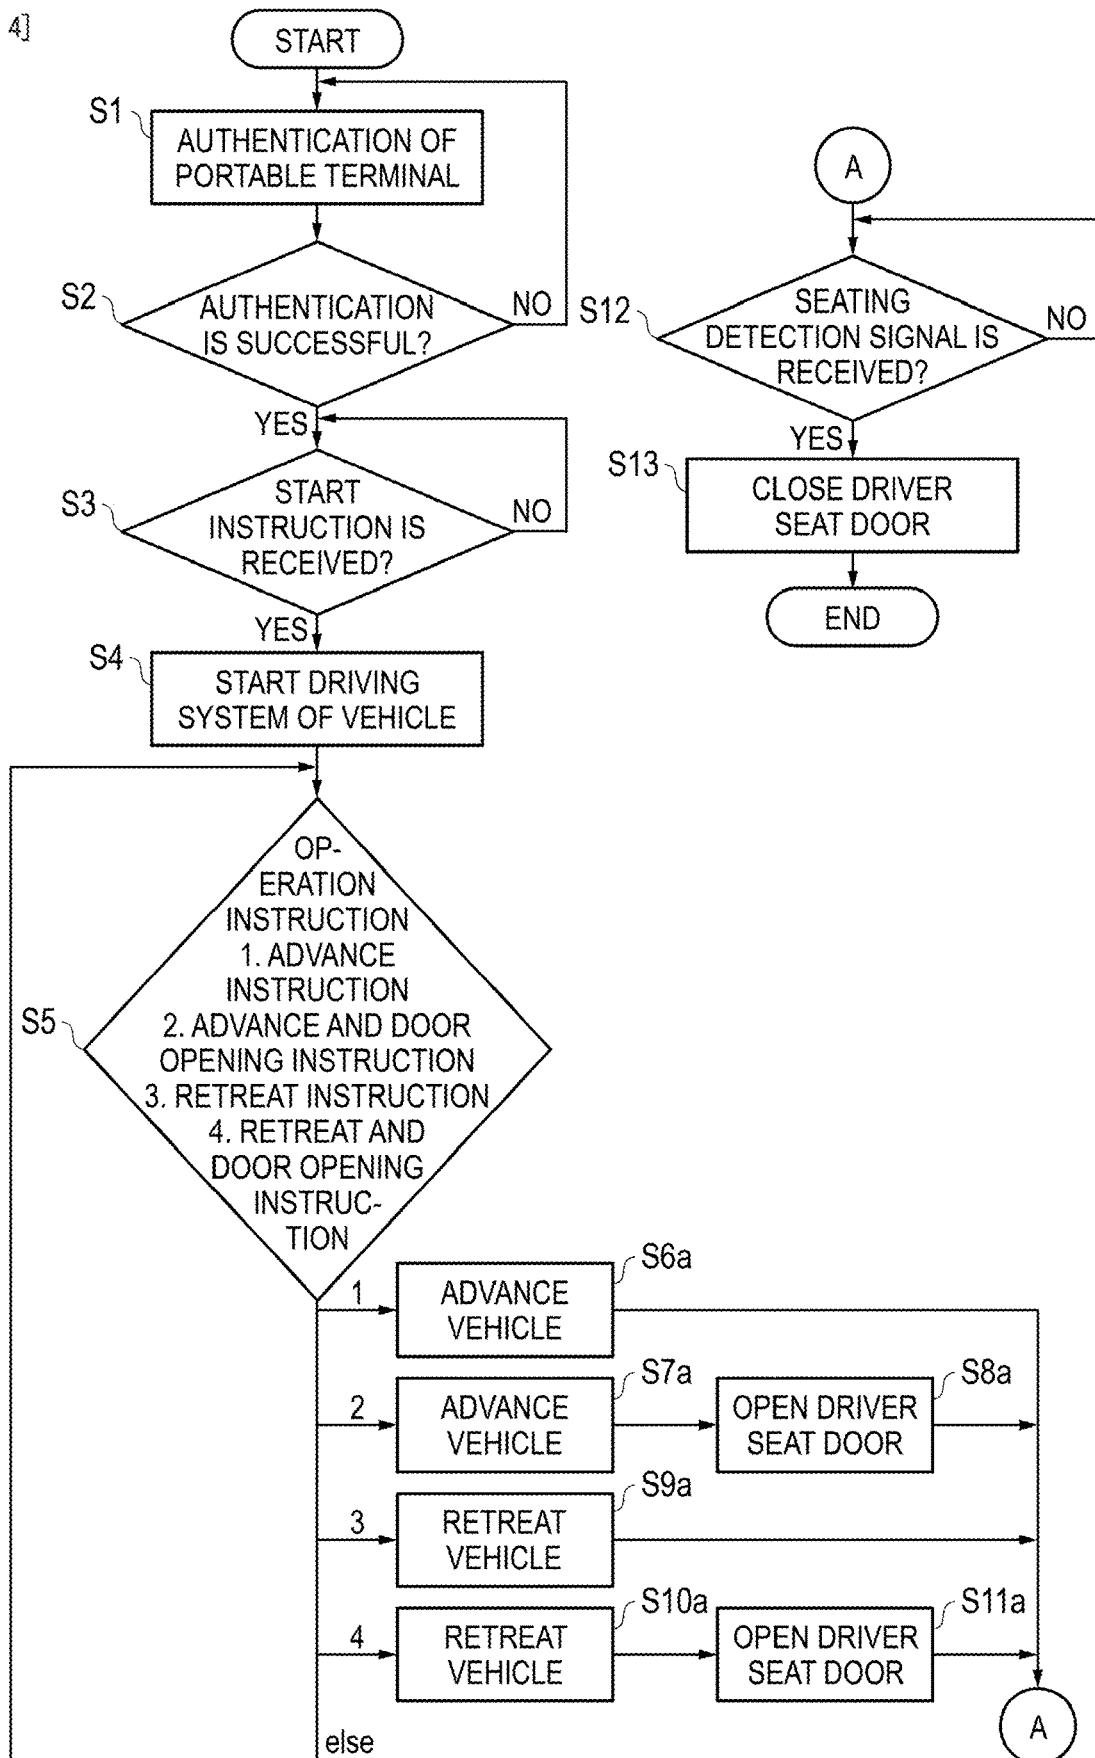 4]
START
S1
AUTHENTICATION OF
PORTABLE TERMINAL
S2
AUTHENTICATION
IS SUCCESSFUL?
NO
YES
S3
START
INSTRUCTION IS
RECEIVED?
NO
YES
S4
START DRIVING
SYSTEM OF VEHICLE
S5
OP-
ERATION
INSTRUCTION
1. ADVANCE
INSTRUCTION
2. ADVANCE AND DOOR
OPENING INSTRUCTION
3. RETREAT INSTRUCTION
4. RETREAT AND
DOOR OPENING
INSTRUC-
TION
1
S6a
ADVANCE
VEHICLE
2
S7a
ADVANCE
VEHICLE
S8a
OPEN DRIVER
SEAT DOOR
3
S9a
RETREAT
VEHICLE
4
S10a
RETREAT
VEHICLE
S11a
OPEN DRIVER
SEAT DOOR
else
A
A
S12
SEATING
DETECTION SIGNAL IS
RECEIVED?
NO
YES
S13
CLOSE DRIVER
SEAT DOOR
END